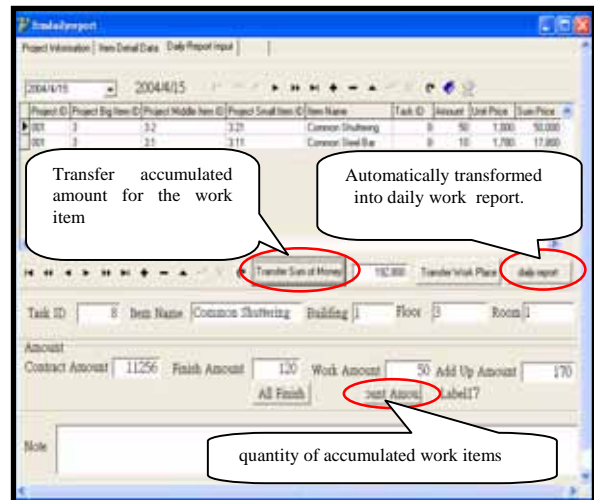 frmdailyreport
Project Information Item Detail Data Daily Report Input
2004/4/15 2004/4/15
Project ID Project Big Item ID Project Middle Item ID Project Small Item ID Item Name Task ID Amount Unit Price Sum Price
001 3 3.2 3.21 Common Shuttering 8 50 1,000 50,000
001 3 3.1 3.11 Common Steel Bar 8 10 1,780 17,800
Transfer accumulated
amount for the work
item
Automatically transformed
into daily work report.
Transfer Sum of Money Transfer Work Place daily report
Task ID 8 Item Name Common Shuttering Building 1 Floor 3 Room 1
Amount
Contract Amount 11256 Finish Amount 120 Work Amount 50 Add Up Amount 170
All Finish ount Amou Label17
quantity of accumulated work items
Note